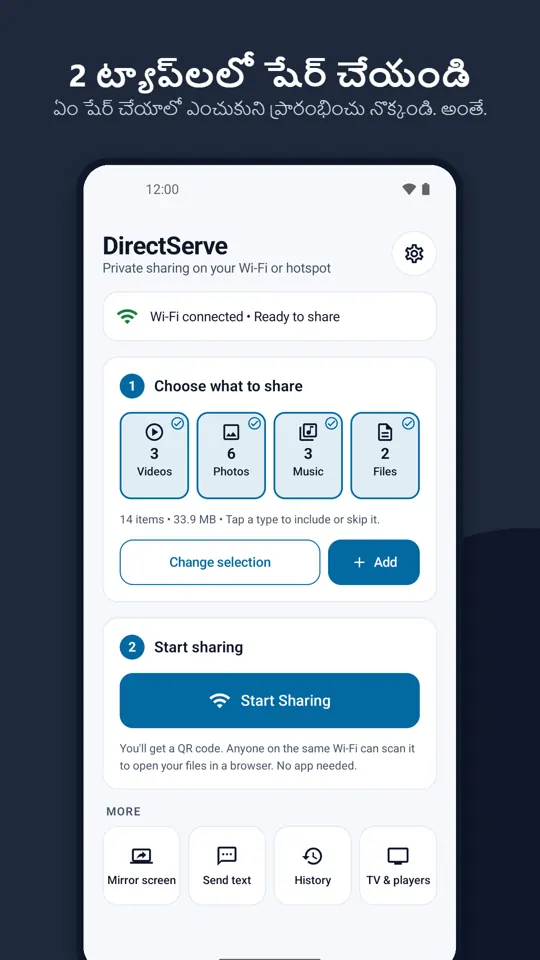 2 ట్యాప్‌లలో షేర్ చేయండి
ఏం షేర్ చేయాలో ఎంచుకుని ప్రారంభించు నొక్కండి. అంతే.
12:00
DirectServe
Private sharing on your Wi-Fi or hotspot
Wi-Fi connected • Ready to share
1 Choose what to share
3 6 3 2
Videos Photos Music Files
14 items • 33.9 MB • Tap a type to include or skip it.
Change selection + Add
2 Start sharing
Start Sharing
You'll get a QR code. Anyone on the same Wi-Fi can scan it
to open your files in a browser. No app needed.
MORE
Mirror screen Send text History TV & players